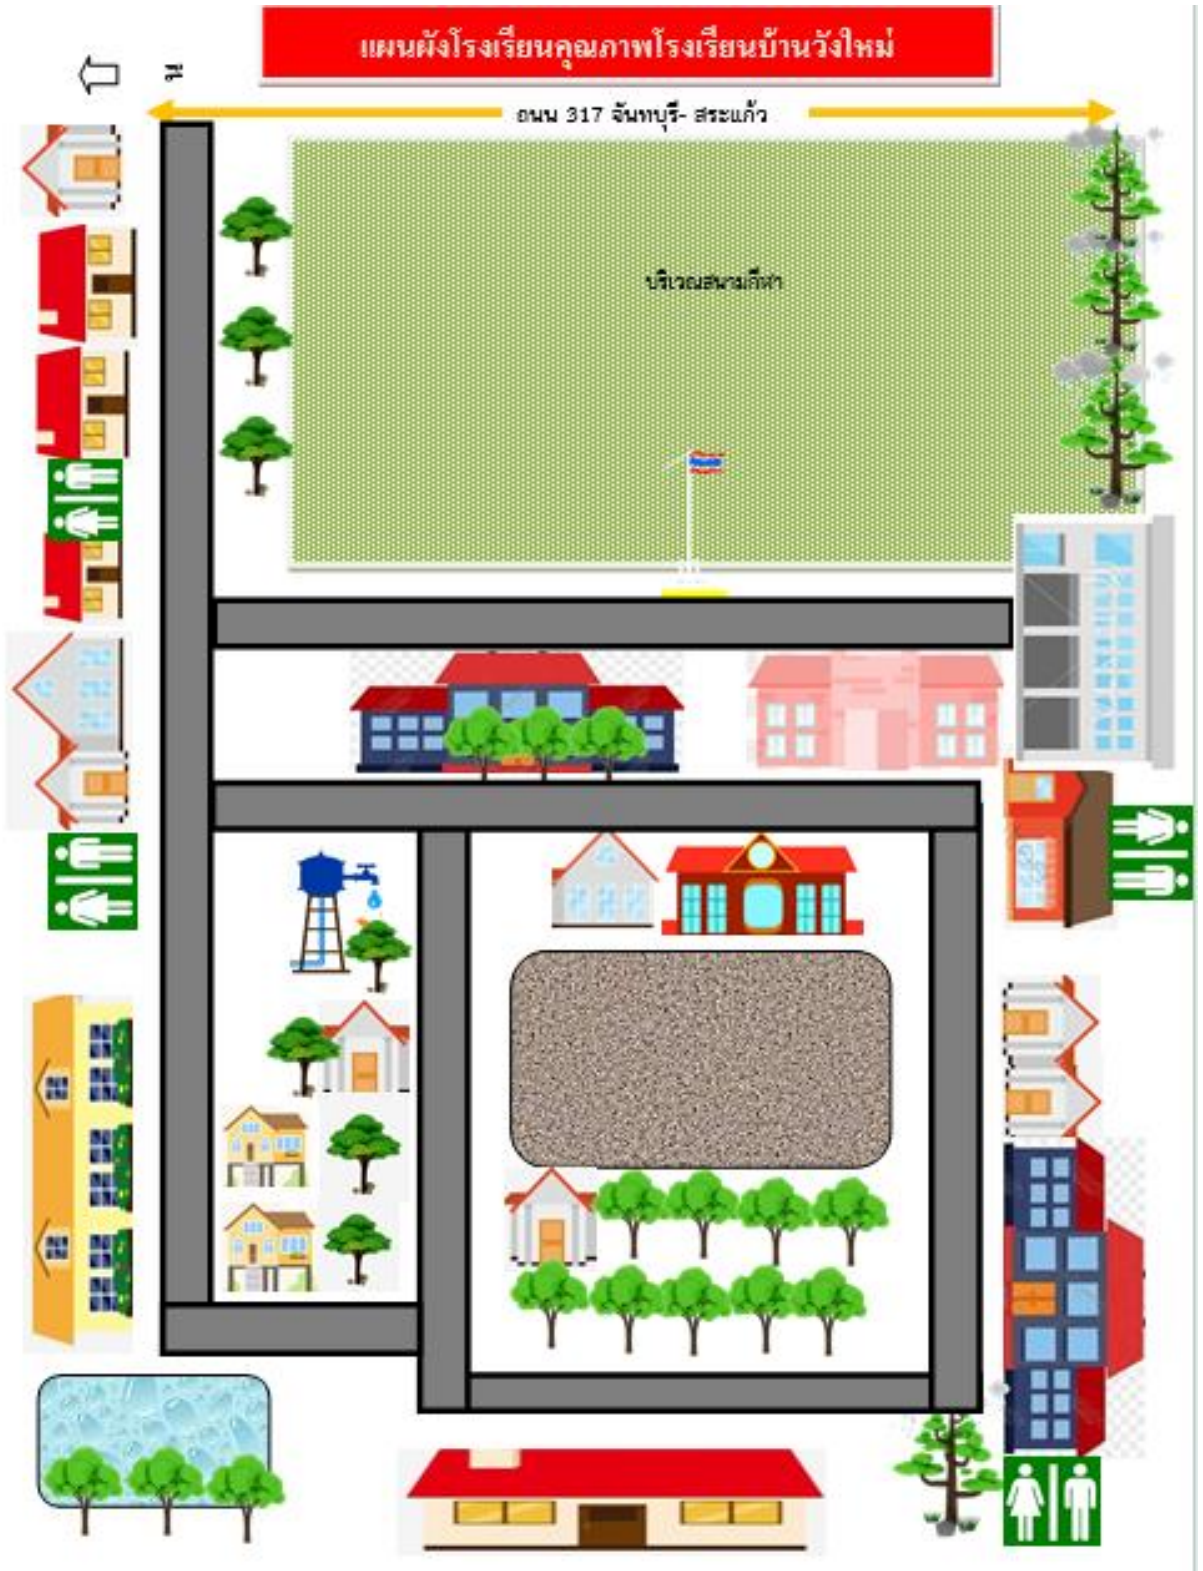 แผนผังโรงเรียนคุณภาพโรงเรียนบ้านวังใหม่
น
ถนน 317 จันทบุรี- สระแก้ว
บริเวณสนามกีฬา